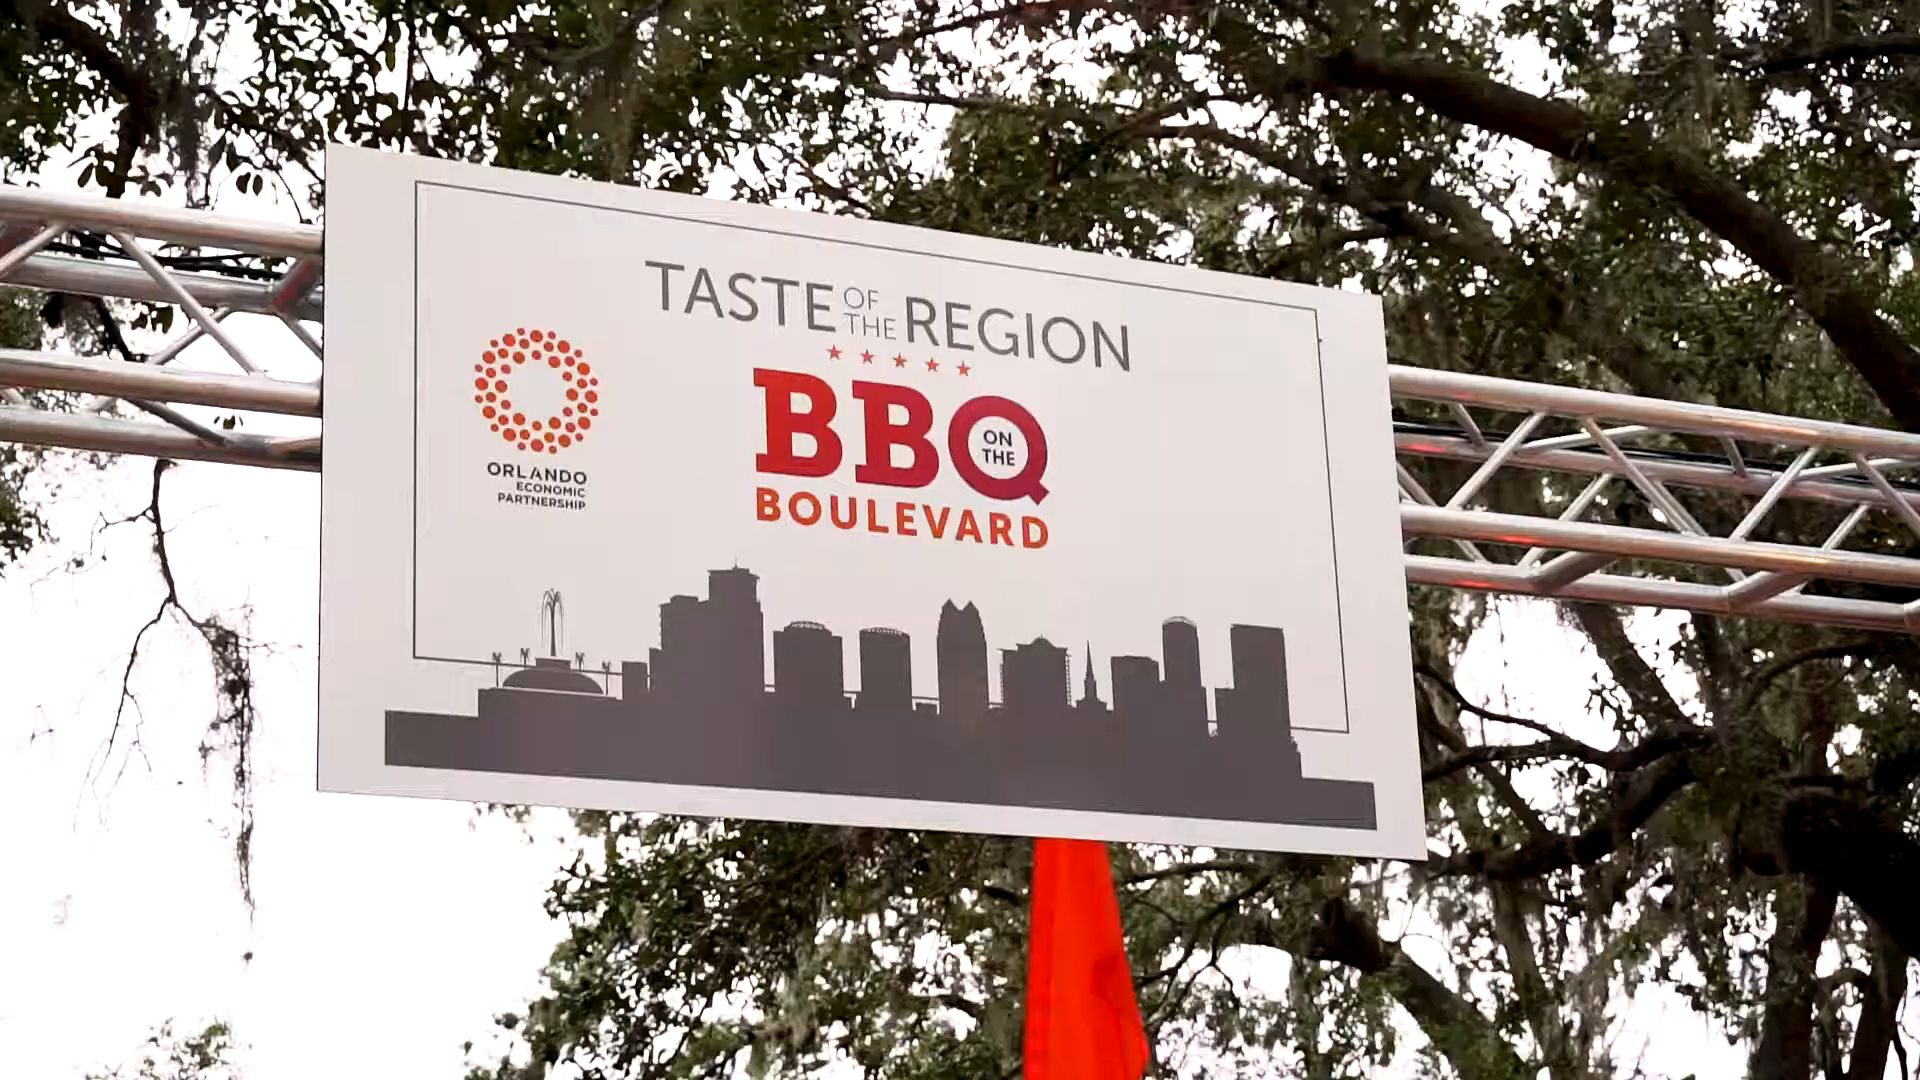 TASTE OF THE REGION
BBQ ON THE
BOULEVARD
ORLANDO
ECONOMIC
PARTNERSHIP